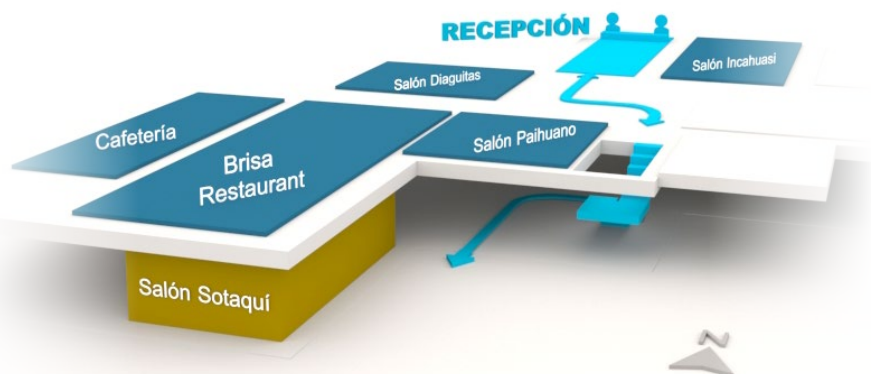 RECEPCIÓN
Salón Incahuasi
Salón Diaguitas
Cafetería
Salón Paihuano
Brisa
Restaurant
Salón Sotaquí
N